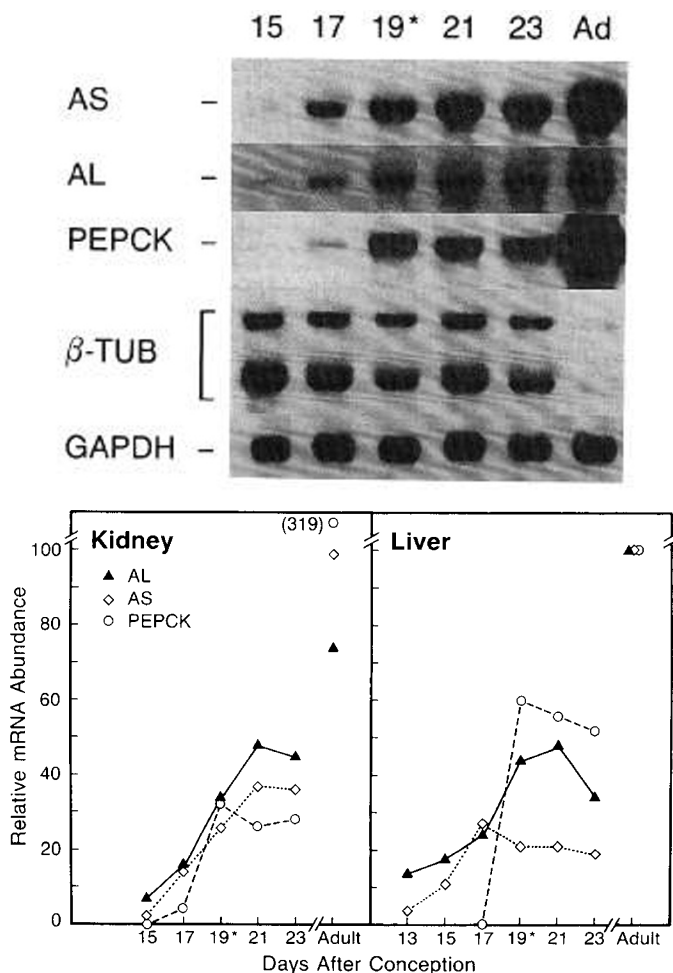 15 17 19* 21 23 Ad
AS –
AL –
PEPCK –
β-TUB
GAPDH –
(319)
Kidney
▲ AL
◇ AS
○ PEPCK
Liver
100
80
60
40
20
0
Relative mRNA Abundance
15 17 19* 21 23 Adult
13 15 17 19* 21 23 Adult
Days After Conception